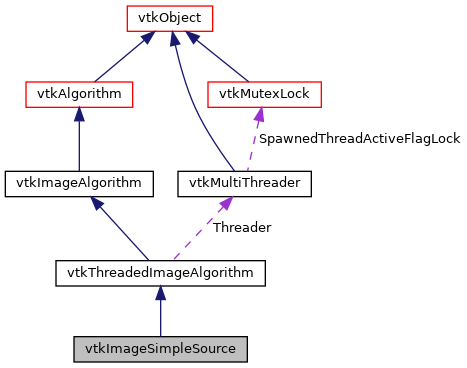 vtkObject
vtkAlgorithm
vtkMutexLock
SpawnedThreadActiveFlagLock
vtkImageAlgorithm
vtkMultiThreader
Threader
vtkThreadedImageAlgorithm
vtkImageSimpleSource